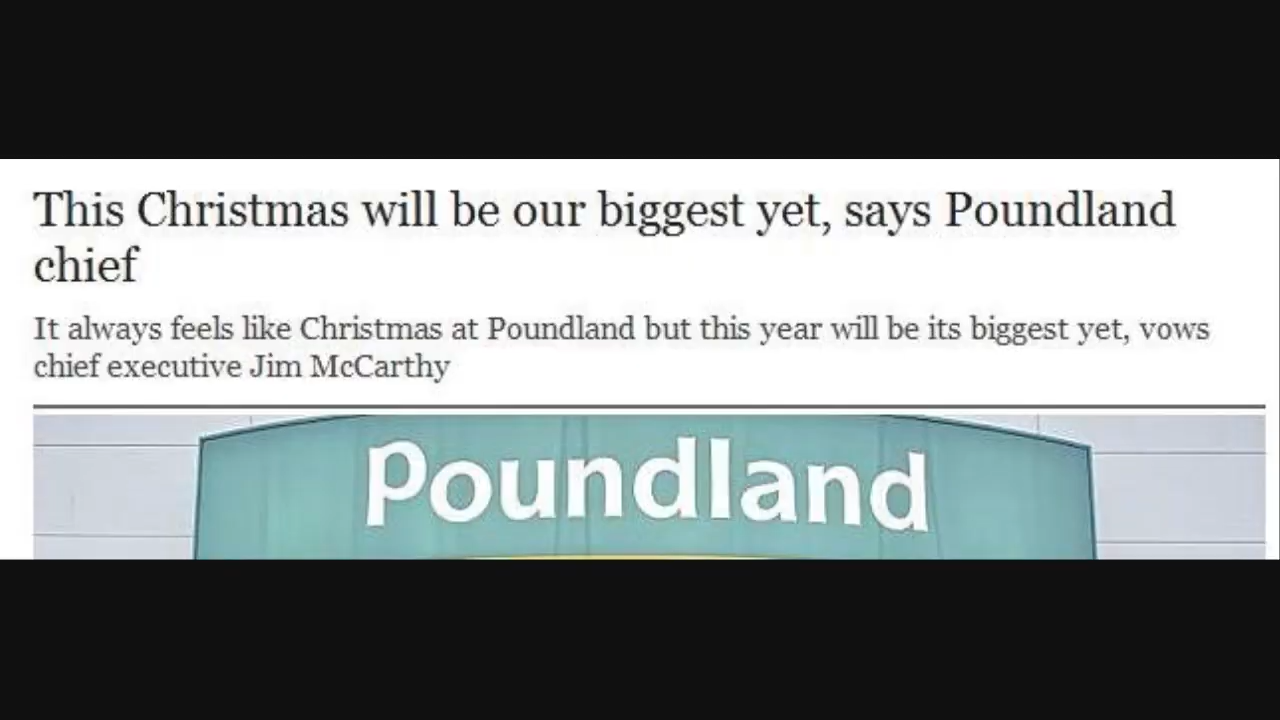 This Christmas will be our biggest yet, says Poundland
chief
It always feels like Christmas at Poundland but this year will be its biggest yet, vows
chief executive Jim McCarthy
Poundland